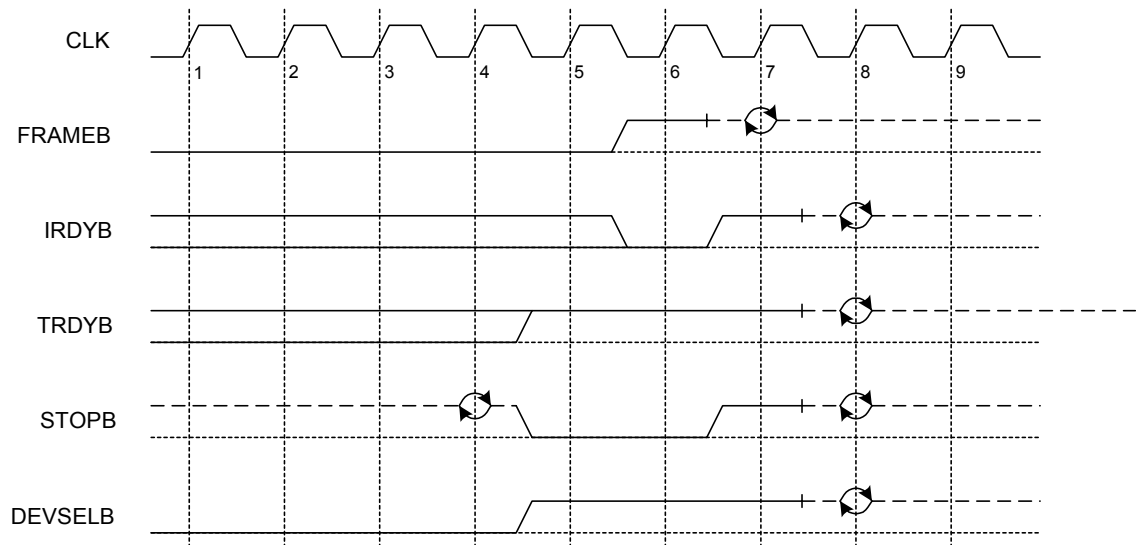 CLK
1 2 3 4 5 6 7 8 9
FRAMEB
IRDYB
TRDYB
STOPB
DEVSELB